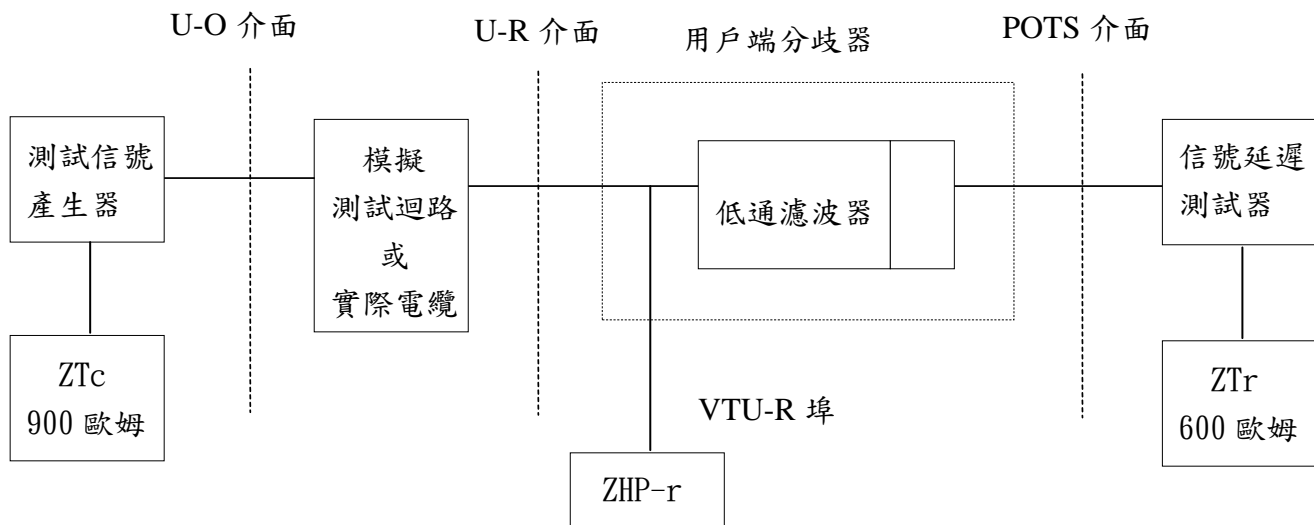 U-O 介面
U-R 介面
用戶端分歧器
POTS 介面
測試信號
產生器
模擬
測試迴路
或
實際電纜
低通濾波器
信號延遲
測試器
ZTc
900 歐姆
VTU-R 埠
ZHP-r
ZTr
600 歐姆